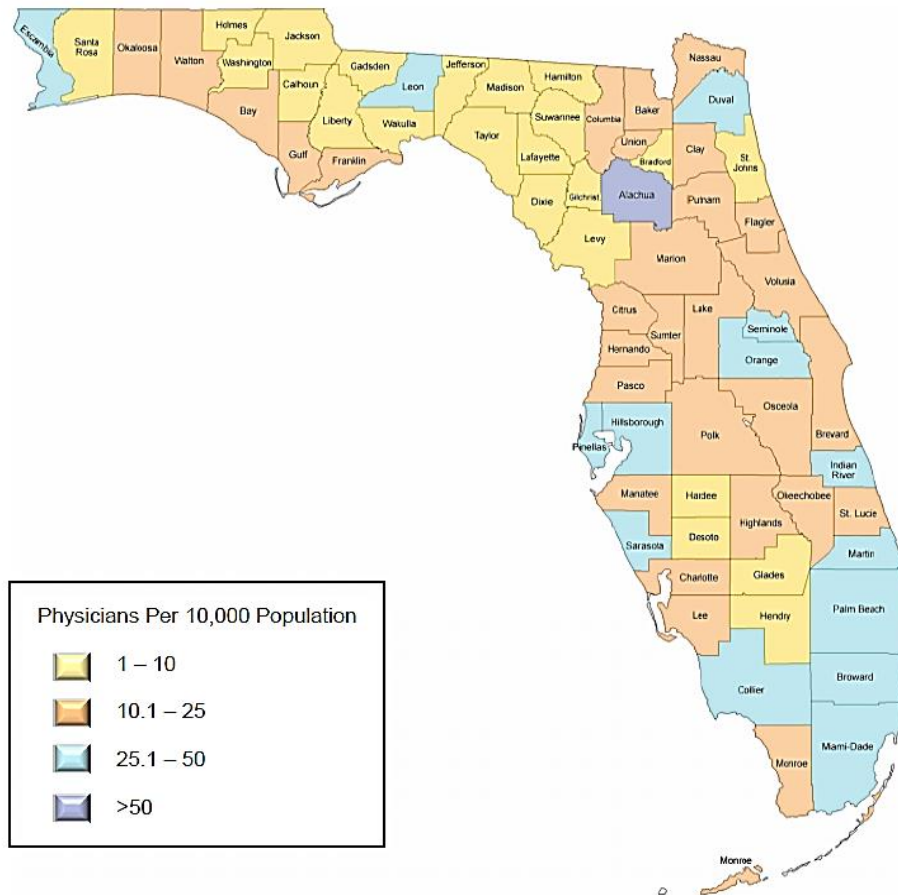 Escambia
Santa
Rosa
Okaloosa
Walton
Holmes
Washington
Jackson
Bay
Calhoun
Gulf
Liberty
Franklin
Gadsden
Leon
Wakulla
Jefferson
Madison
Taylor
Hamilton
Suwannee
Lafayette
Dixie
Columbia
Baker
Union
Bradford
Gilchrist
Alachua
Levy
Nassau
Duval
Clay
St.
Johns
Putnam
Flagler
Marion
Volusia
Citrus
Lake
Sumter
Hernando
Seminole
Orange
Pasco
Osceola
Brevard
Pinellas
Hillsborough
Polk
Indian
River
Manatee
Hardee
Okeechobee
Highlands
St. Lucie
Sarasota
Desoto
Martin
Charlotte
Glades
Lee
Hendry
Palm Beach
Collier
Broward
Monroe
Miami-Dade
Monroe
Physicians Per 10,000 Population
1 – 10
10.1 – 25
25.1 – 50
>50